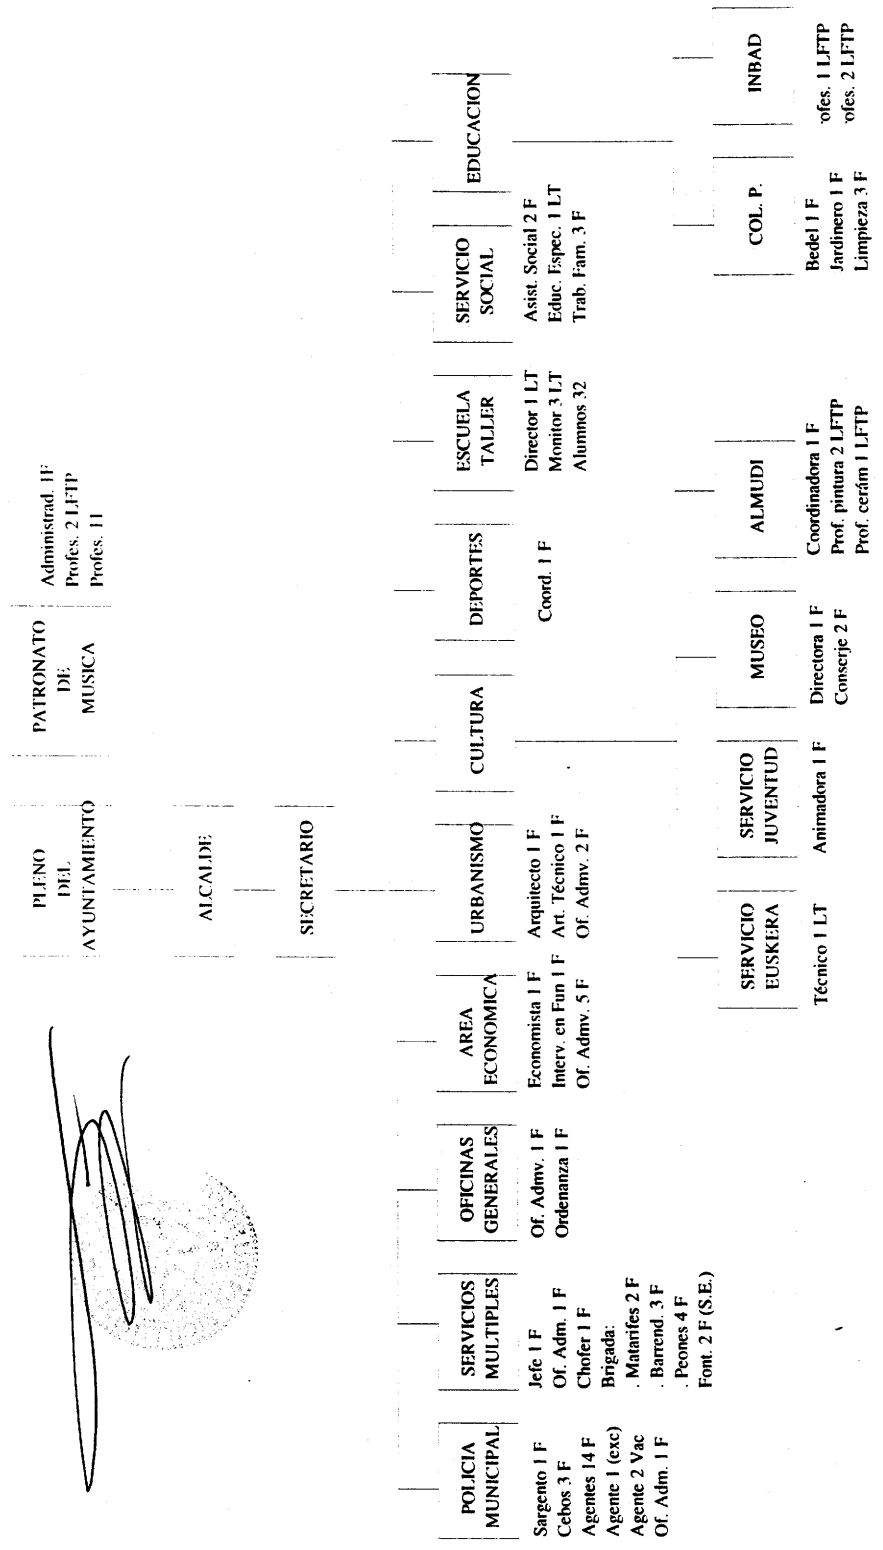 PLENO
DEL
AYUNTAMIENTO
PATRONATO
DE
MUSICA
Administrad. 1F
Profes. 2 LFTP
Profes. 11
ALCALDE
SECRETARIO
POLICIA
MUNICIPAL
Sargento 1 F
Cebos 3 F
Agentes 14 F
Agente 1 (exc)
Agente 2 Vac
Of. Adm. 1 F
SERVICIOS
MULTIPLES
Jefe 1 F
Of. Adm. 1 F
Chofer 1 F
Brigada:
. Matarifes 2 F
. Barrend. 3 F
. Peones 4 F
Font. 2 F (S.E.)
OFICINAS
GENERALES
Of. Admv. 1 F
Ordenanza 1 F
AREA
ECONOMICA
Economista 1 F
Interv. en Fun 1 F
Of. Admv. 5 F
URBANISMO
Arquitecto 1 F
Art. Técnico 1 F
Of. Admv. 2 F
CULTURA
DEPORTES
Coord. 1 F
ESCUELA
TALLER
Director 1 LT
Monitor 3 LT
Alumnos 32
SERVICIO
SOCIAL
Asist. Social 2 F
Educ. Espec. 1 LT
Trab. Fam. 3 F
EDUCACION
SERVICIO
EUSKERA
Técnico 1 LT
SERVICIO
JUVENTUD
Animadora 1 F
MUSEO
Directora 1 F
Conserje 2 F
ALMUDI
Coordinadora 1 F
Prof. pintura 2 LFTP
Prof. cerám 1 LFTP
COL. P.
Bedel 1 F
Jardinero 1 F
Limpieza 3 F
INBAD
ofes. 1 LFTP
ofes. 2 LFTP